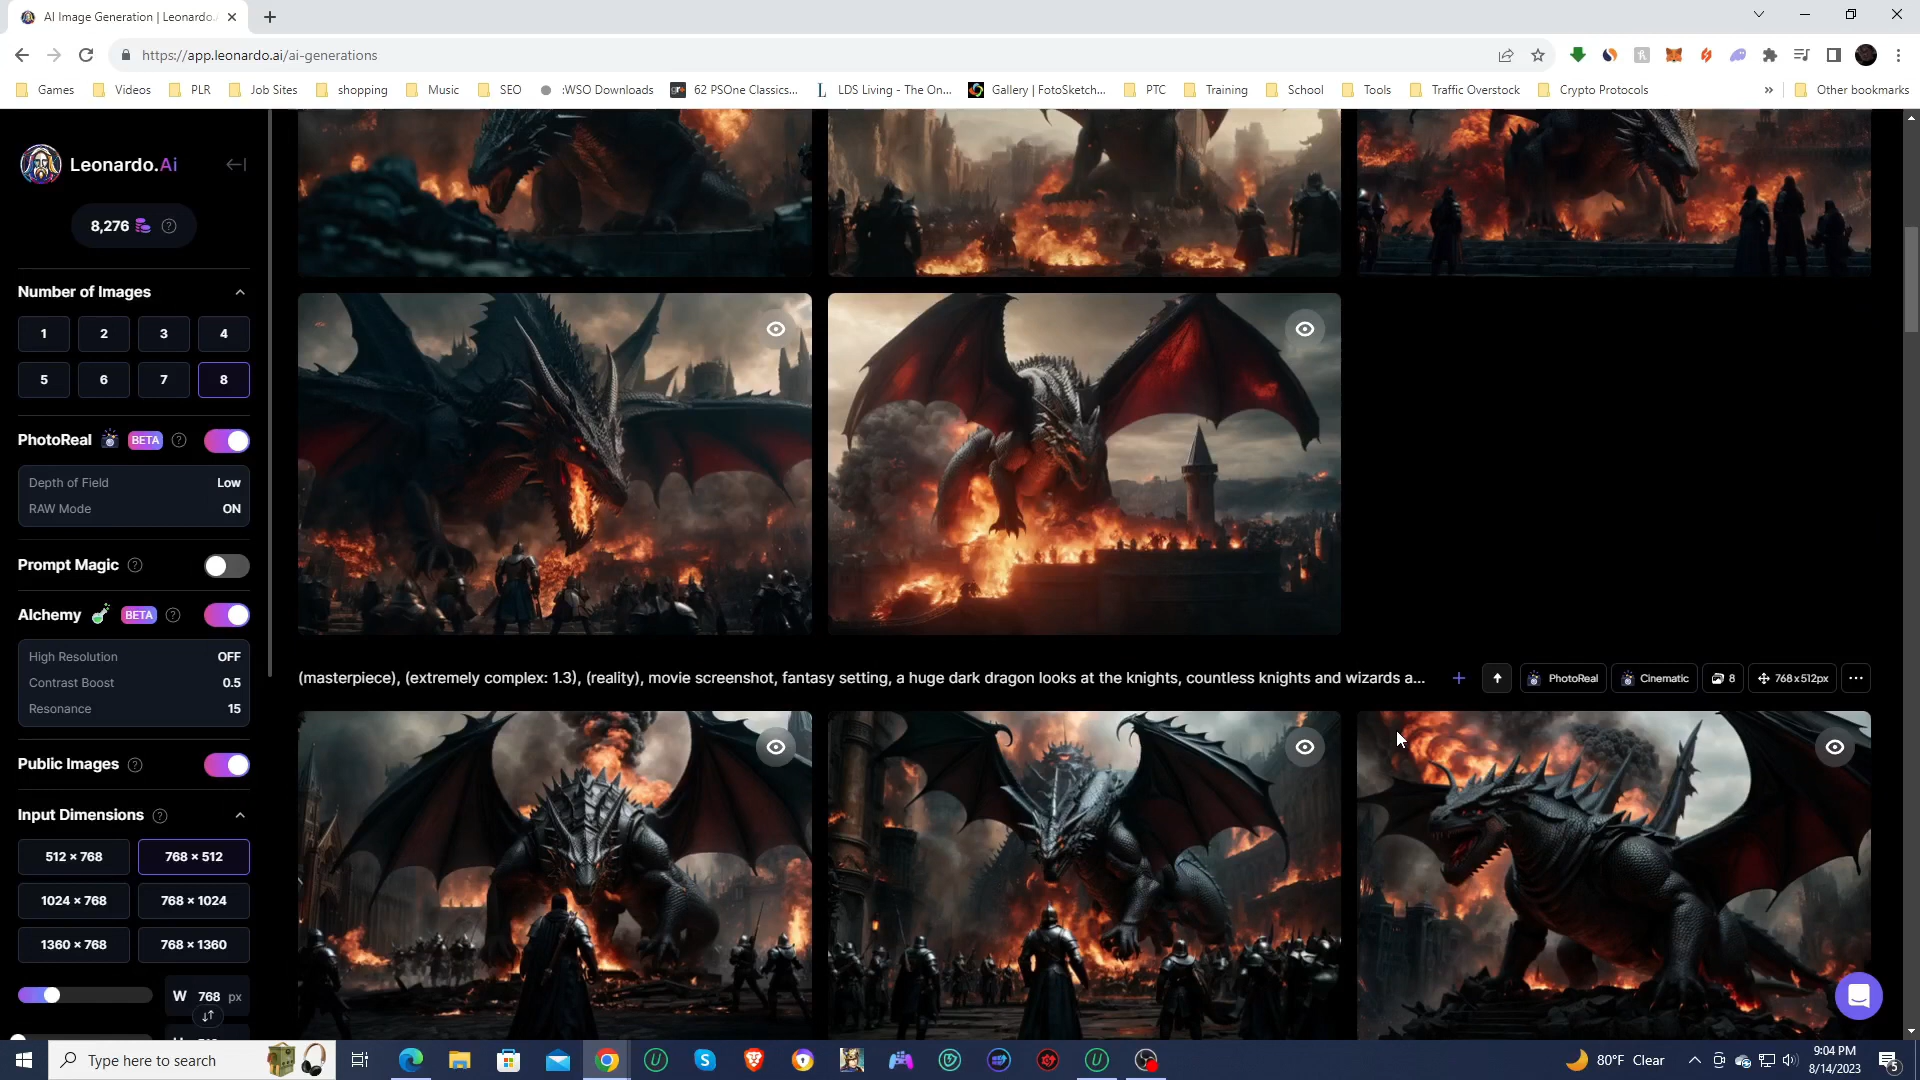 AI Image Generation | Leonardo.
https://app.leonardo.ai/ai-generations
Games
Videos
PLR
Job Sites
shopping
Music
SEO
:WSO Downloads
62 PSOne Classics...
LDS Living - The On...
Gallery | FotoSketch...
PTC
Training
School
Tools
Traffic Overstock
Crypto Protocols
»
Other bookmarks
Leonardo.Ai
8,276
Number of Images
1 2 3 4
5 6 7 8
PhotoReal BETA
Depth of Field Low
RAW Mode ON
Prompt Magic
Alchemy BETA
High Resolution OFF
Contrast Boost 0.5
Resonance 15
Public Images
Input Dimensions
512 × 768 768 × 512
1024 × 768 768 × 1024
1360 × 768 768 × 1360
W 768 px
(masterpiece), (extremely complex: 1.3), (reality), movie screenshot, fantasy setting, a huge dark dragon looks at the knights, countless knights and wizards a...
PhotoReal
Cinematic
8
768x512px
Type here to search
80°F Clear
9:04 PM
8/14/2023
5